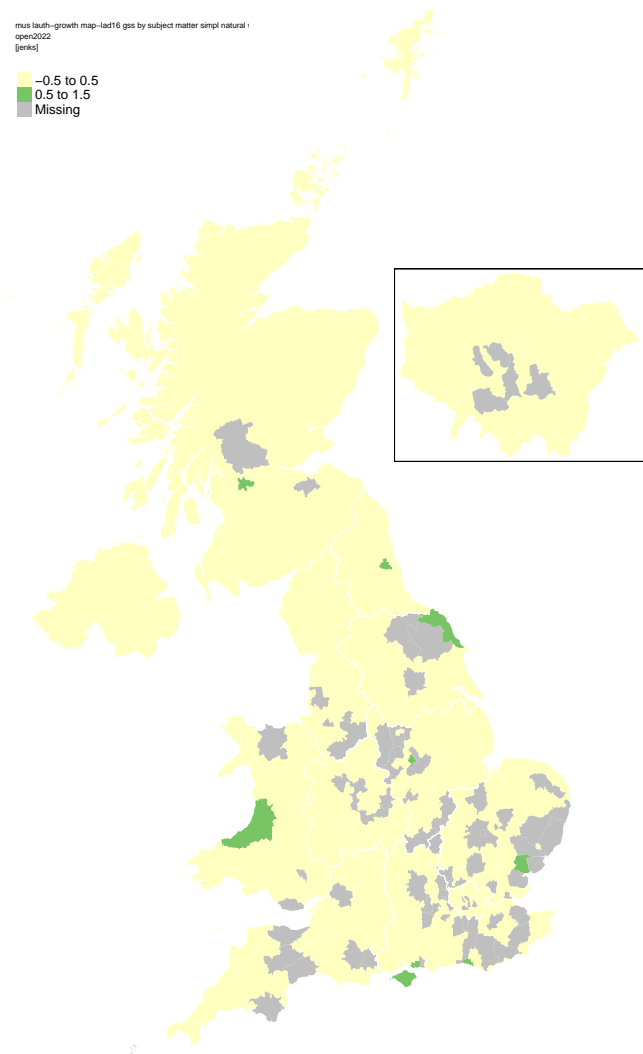 mus lauth−growth map−lad16 gss by subject matter simpl natural
open2022
[jenks]
−0.5 to 0.5
0.5 to 1.5
Missing